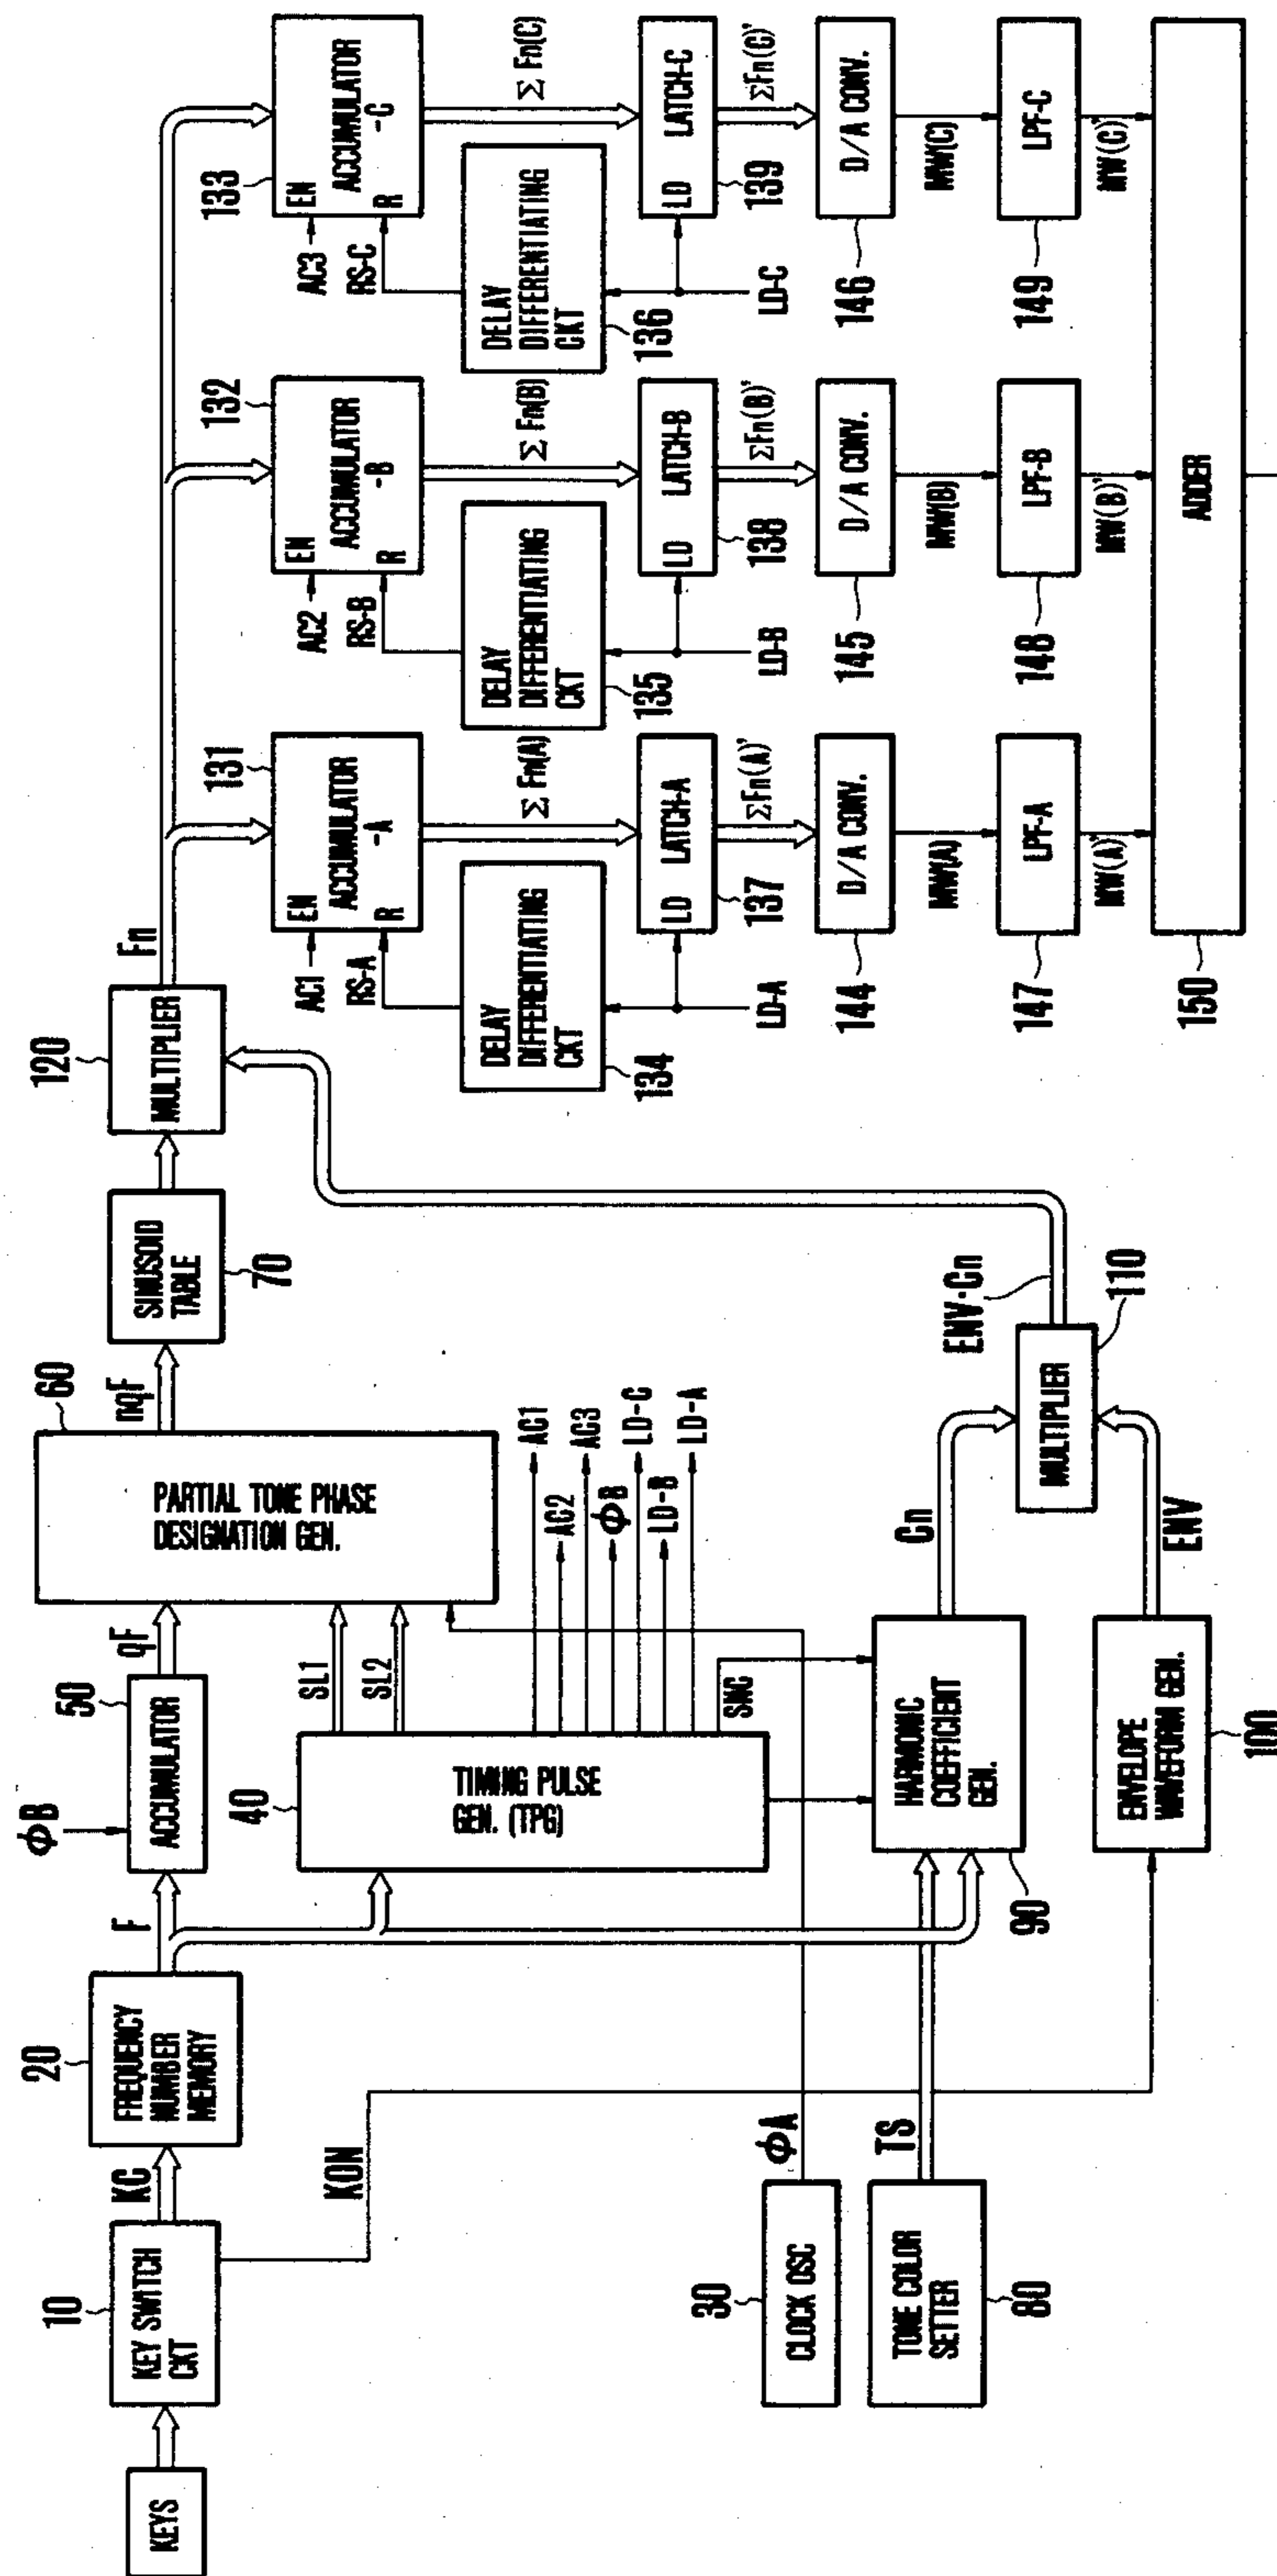 KEYS
10
KEY SWITCH
CKT
KC
KON
20
FREQUENCY
NUMBER
MEMORY
F
ΦB
50
ACCUMULATOR
qF
60
PARTIAL TONE PHASE
DESIGNATION GEN.
nqF
SINUSOID
TABLE
70
120
MULTIPLIER
Fn
40
TIMING PULSE
GEN. (TPG)
SL1
SL2
AC1
AC2
AC3
ΦB
LD-C
LD-B
LD-A
SNC
30
CLOCK OSC
ΦA
TONE COLOR
SETTER
80
TS
90
HARMONIC
COEFFICIENT
GEN.
Cn
ENVELOPE
WAVEFORM GEN.
100
ENV
MULTIPLIER
110
ENV·Cn
131
EN
ACCUMULATOR
-A
R
AC1
RS-A
DELAY
DIFFERENTIATING
CKT
134
Σ Fn(A)
LD
LATCH-A
137
LD-A
ΣFn(A)'
D/A CONV.
144
MW(A)
LPF-A
147
MW(A)'
132
EN
ACCUMULATOR
-B
R
AC2
RS-B
DELAY
DIFFERENTIATING
CKT
135
Σ Fn(B)
LD
LATCH-B
138
LD-B
ΣFn(B)'
D/A CONV.
145
MW(B)
LPF-B
148
MW(B)'
133
EN
ACCUMULATOR
-C
R
AC3
RS-C
DELAY
DIFFERENTIATING
CKT
136
Σ Fn(C)
LD
LATCH-C
139
LD-C
ΣFn(C)'
D/A CONV.
146
MW(C)
LPF-C
149
MW(C)'
ADDER
150